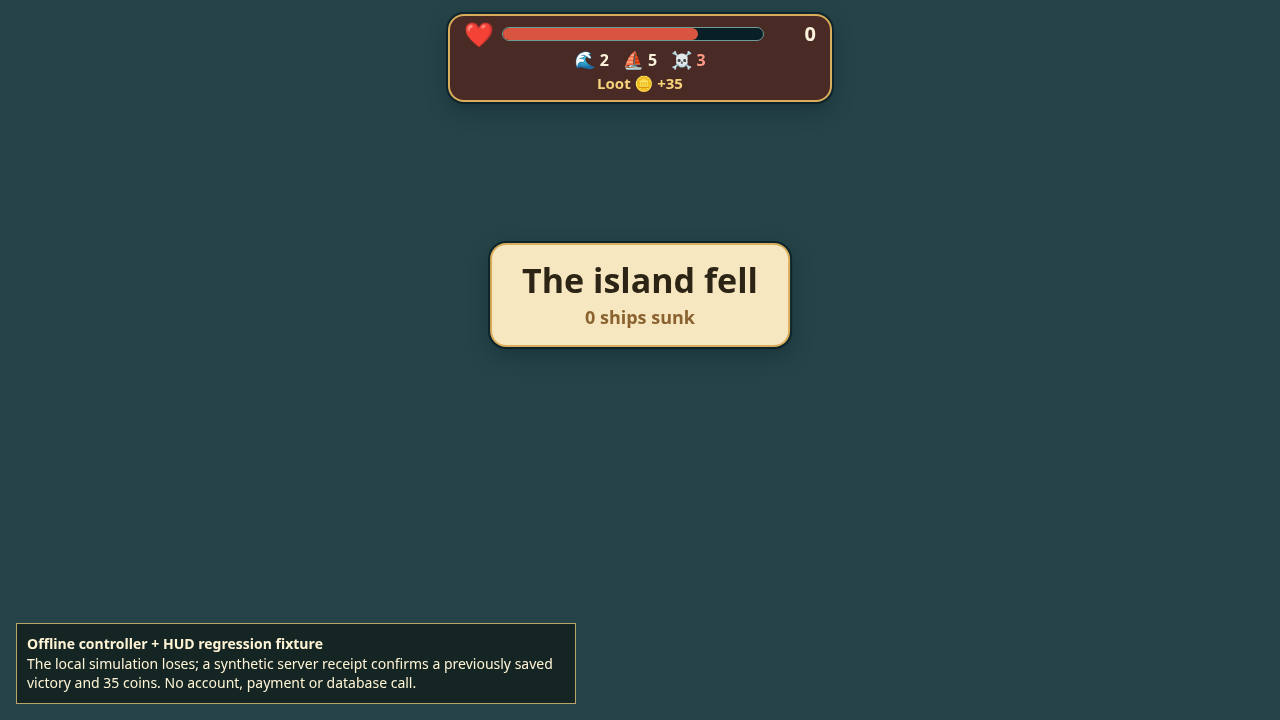 ❤️ 0
🌊 2 ⛵ 5 ☠️ 3
Loot 🪙 +35
The island fell
0 ships sunk
Offline controller + HUD regression fixture
The local simulation loses; a synthetic server receipt confirms a previously saved
victory and 35 coins. No account, payment or database call.